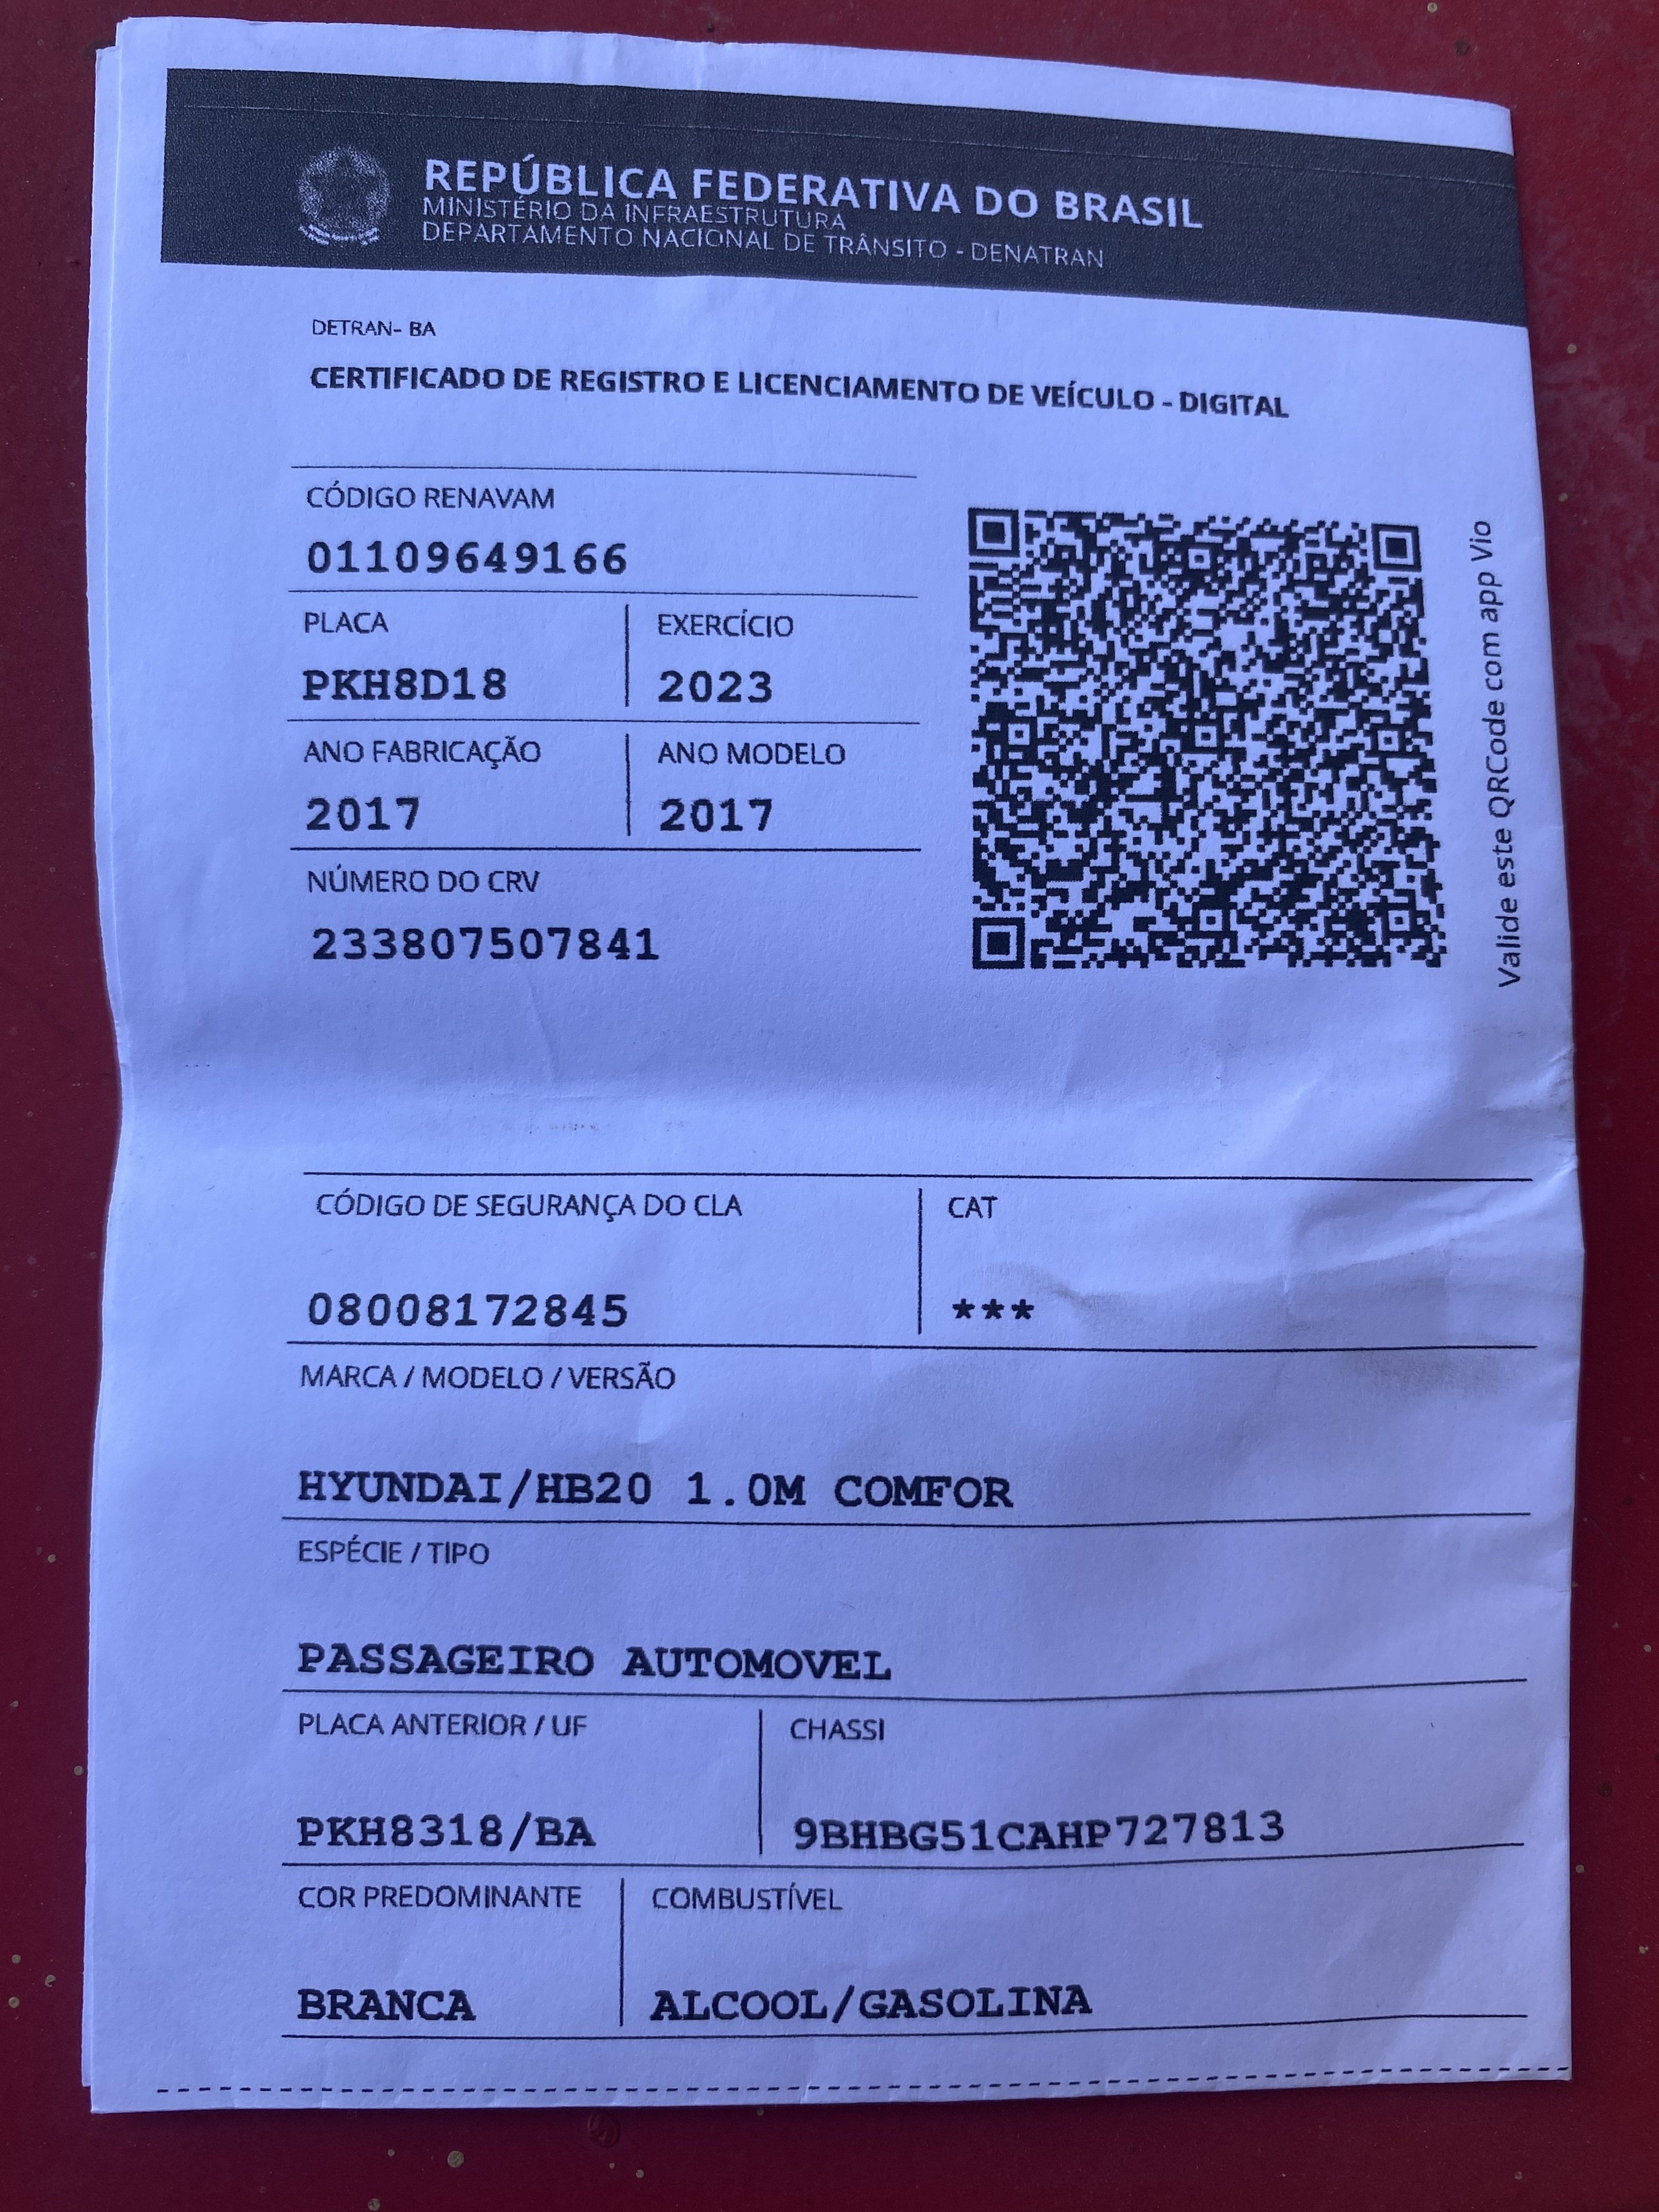 REPÚBLICA FEDERATIVA DO BRASIL
MINISTÉRIO DA INFRAESTRUTURA
DEPARTAMENTO NACIONAL DE TRÂNSITO - DENATRAN
DETRAN- BA
CERTIFICADO DE REGISTRO E LICENCIAMENTO DE VEÍCULO - DIGITAL
CÓDIGO RENAVAM
01109649166
PLACA EXERCÍCIO
PKH8D18 2023
ANO FABRICAÇÃO ANO MODELO
2017 2017
NÚMERO DO CRV
233807507841
Valide este QRCode com app Vio
CÓDIGO DE SEGURANÇA DO CLA CAT
08008172845 ***
MARCA / MODELO / VERSÃO
HYUNDAI/HB20 1.0M COMFOR
ESPÉCIE / TIPO
PASSAGEIRO AUTOMOVEL
PLACA ANTERIOR / UF CHASSI
PKH8318/BA 9BHBG51CAHP727813
COR PREDOMINANTE COMBUSTÍVEL
BRANCA ALCOOL/GASOLINA